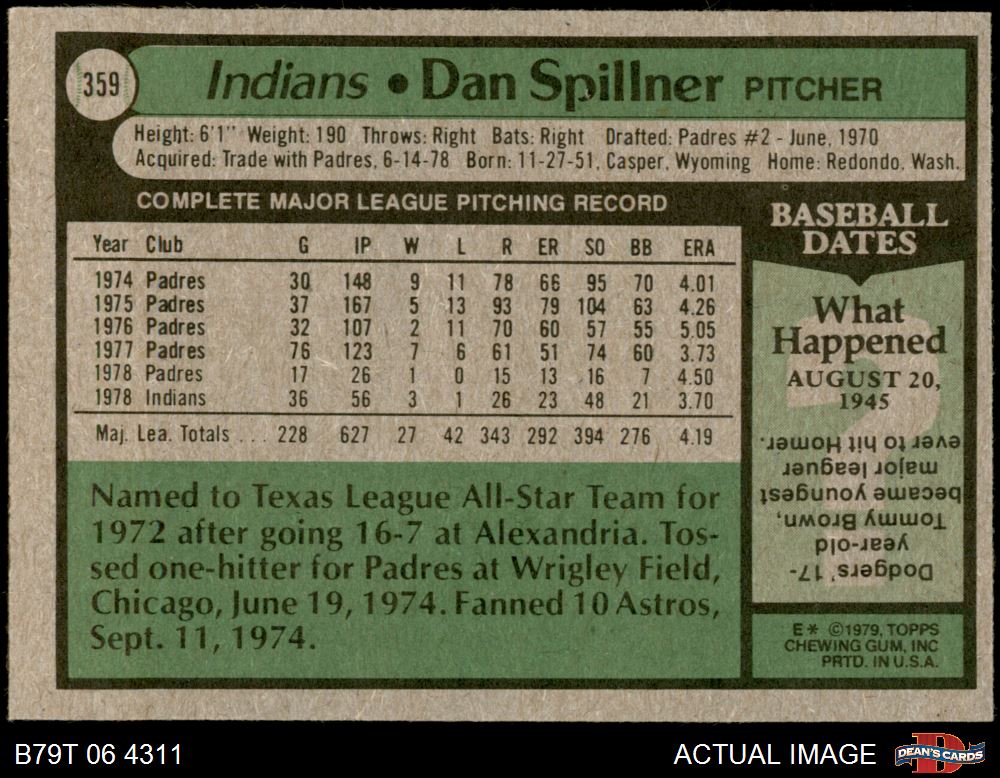 359
Indians • Dan Spillner PITCHER
Height: 6'1" Weight: 190 Throws: Right Bats: Right Drafted: Padres #2 - June, 1970
Acquired: Trade with Padres, 6-14-78 Born: 11-27-51, Casper, Wyoming Home: Redondo, Wash.
COMPLETE MAJOR LEAGUE PITCHING RECORD
Year Club G IP W L R ER SO BB ERA
1974 Padres 30 148 9 11 78 66 95 70 4.01
1975 Padres 37 167 5 13 93 79 104 63 4.26
1976 Padres 32 107 2 11 70 60 57 55 5.05
1977 Padres 76 123 7 6 61 51 74 60 3.73
1978 Padres 17 26 1 0 15 13 16 7 4.50
1978 Indians 36 56 3 1 26 23 48 21 3.70
Maj. Lea. Totals ... 228 627 27 42 343 292 394 276 4.19
Named to Texas League All-Star Team for
1972 after going 16-7 at Alexandria. Tos-
sed one-hitter for Padres at Wrigley Field,
Chicago, June 19, 1974. Fanned 10 Astros,
Sept. 11, 1974.
BASEBALL
DATES
What
Happened
AUGUST 20,
1945
Dodgers' 17-
year-old
Tommy Brown,
became youngest
major leaguer
ever to hit Homer.
E* ©1979, TOPPS
CHEWING GUM, INC
PRTD. IN U.S.A.
B79T 06 4311
ACTUAL IMAGE
DEAN'S CARDS